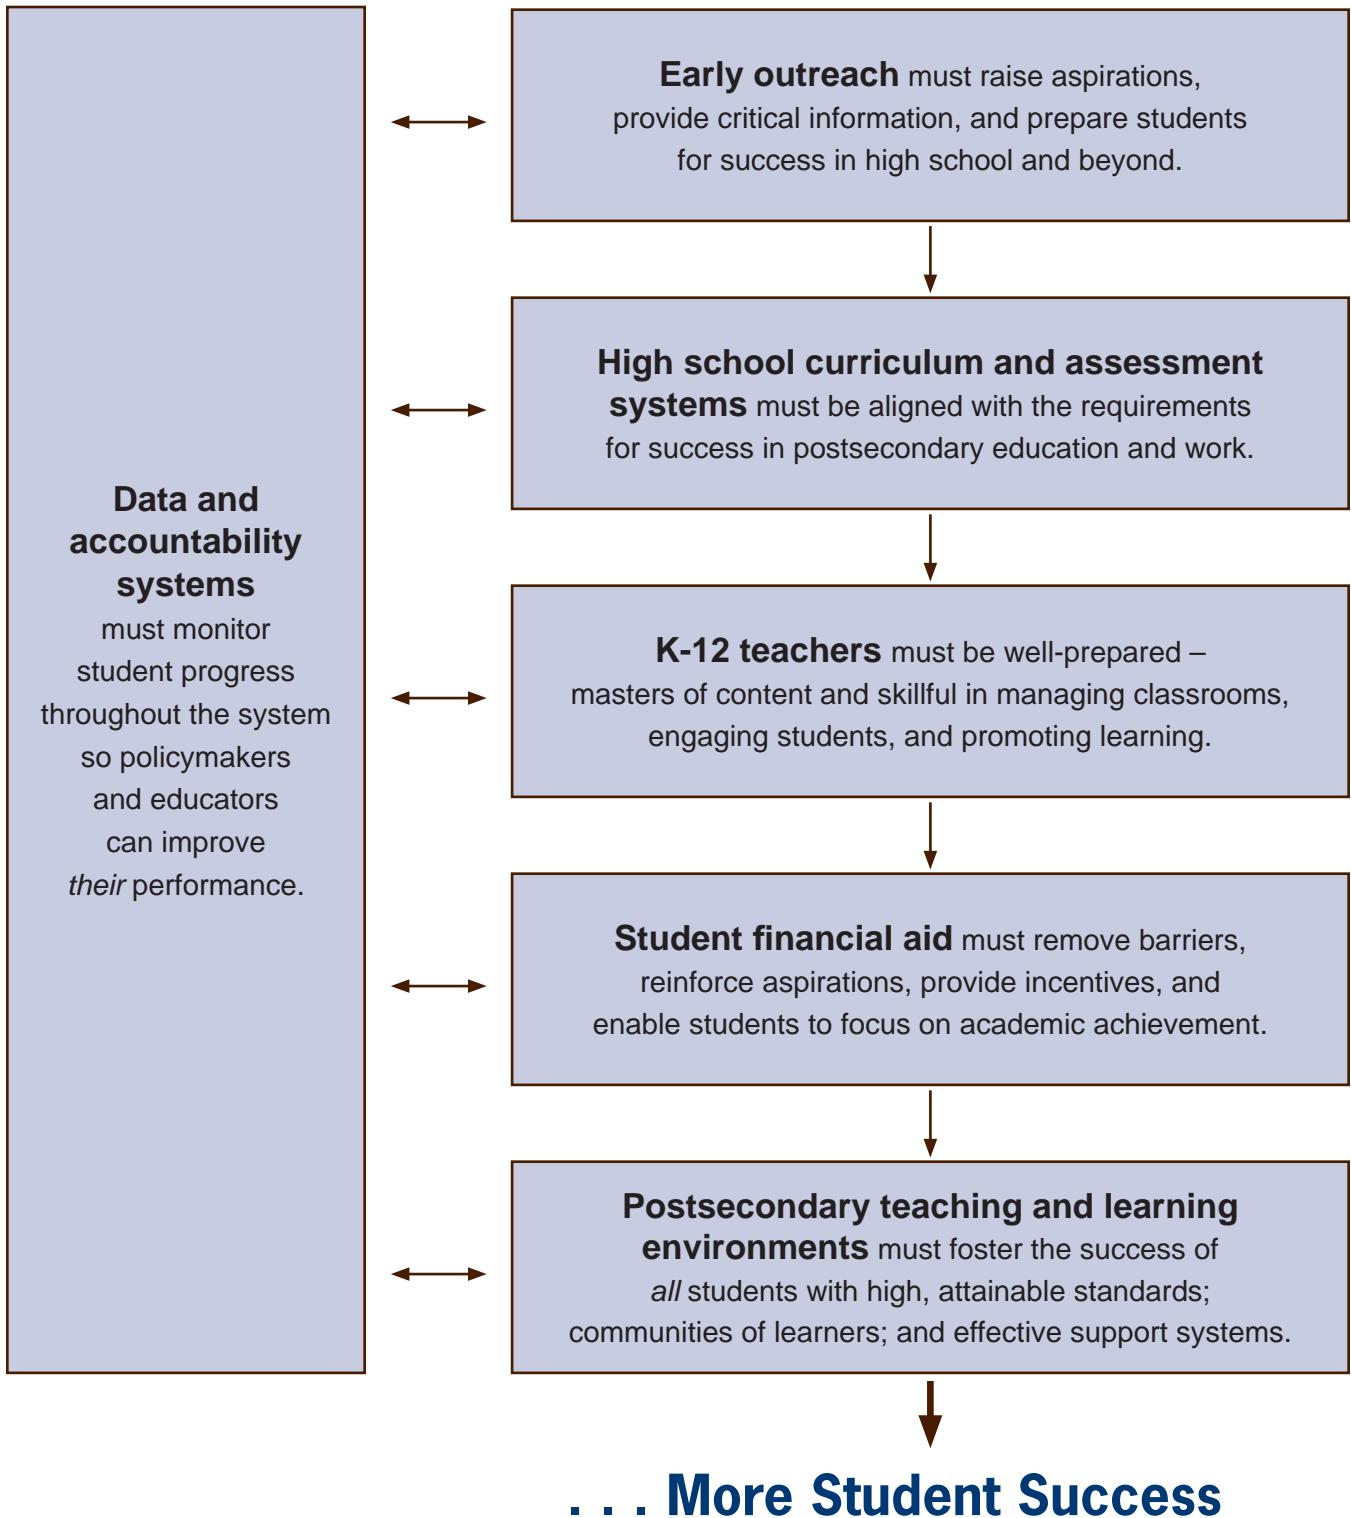 Data and
accountability
systems
must monitor
student progress
throughout the system
so policymakers
and educators
can improve
their performance.
Early outreach must raise aspirations,
provide critical information, and prepare students
for success in high school and beyond.
High school curriculum and assessment
systems must be aligned with the requirements
for success in postsecondary education and work.
K-12 teachers must be well-prepared –
masters of content and skillful in managing classrooms,
engaging students, and promoting learning.
Student financial aid must remove barriers,
reinforce aspirations, provide incentives, and
enable students to focus on academic achievement.
Postsecondary teaching and learning
environments must foster the success of
all students with high, attainable standards;
communities of learners; and effective support systems.
. . . More Student Success